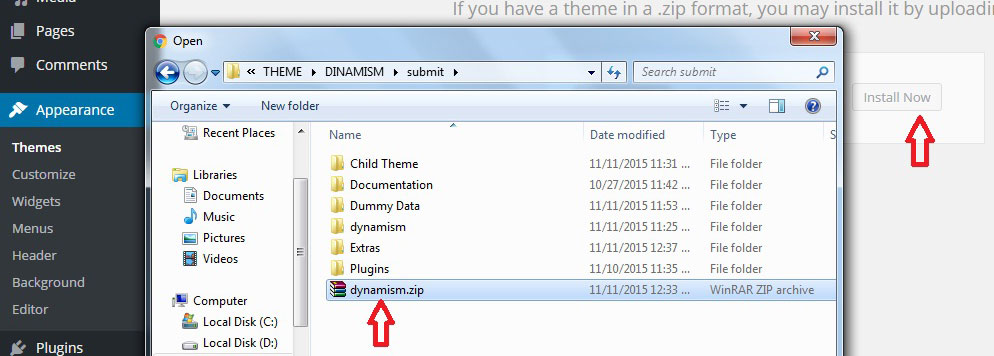 If you have a theme in a .zip format, you may install it by uploadin
Media
Pages
Comments
Appearance
Themes
Customize
Widgets
Menus
Header
Background
Editor
Plugins
Open
« THEME DINAMISM submit
Search submit
Organize
New folder
Recent Places
Libraries
Documents
Music
Pictures
Videos
Computer
Local Disk (C:)
Local Disk (D:)
Name Date modified Type S
Child Theme 11/11/2015 11:31 ... File folder
Documentation 10/27/2015 11:42 ... File folder
Dummy Data 11/11/2015 11:53 ... File folder
dynamism 11/11/2015 11:25 ... File folder
Extras 11/11/2015 12:37 ... File folder
Plugins 11/10/2015 11:35 ... File folder
dynamism.zip 11/11/2015 12:33 ... WinRAR ZIP archive
Install Now